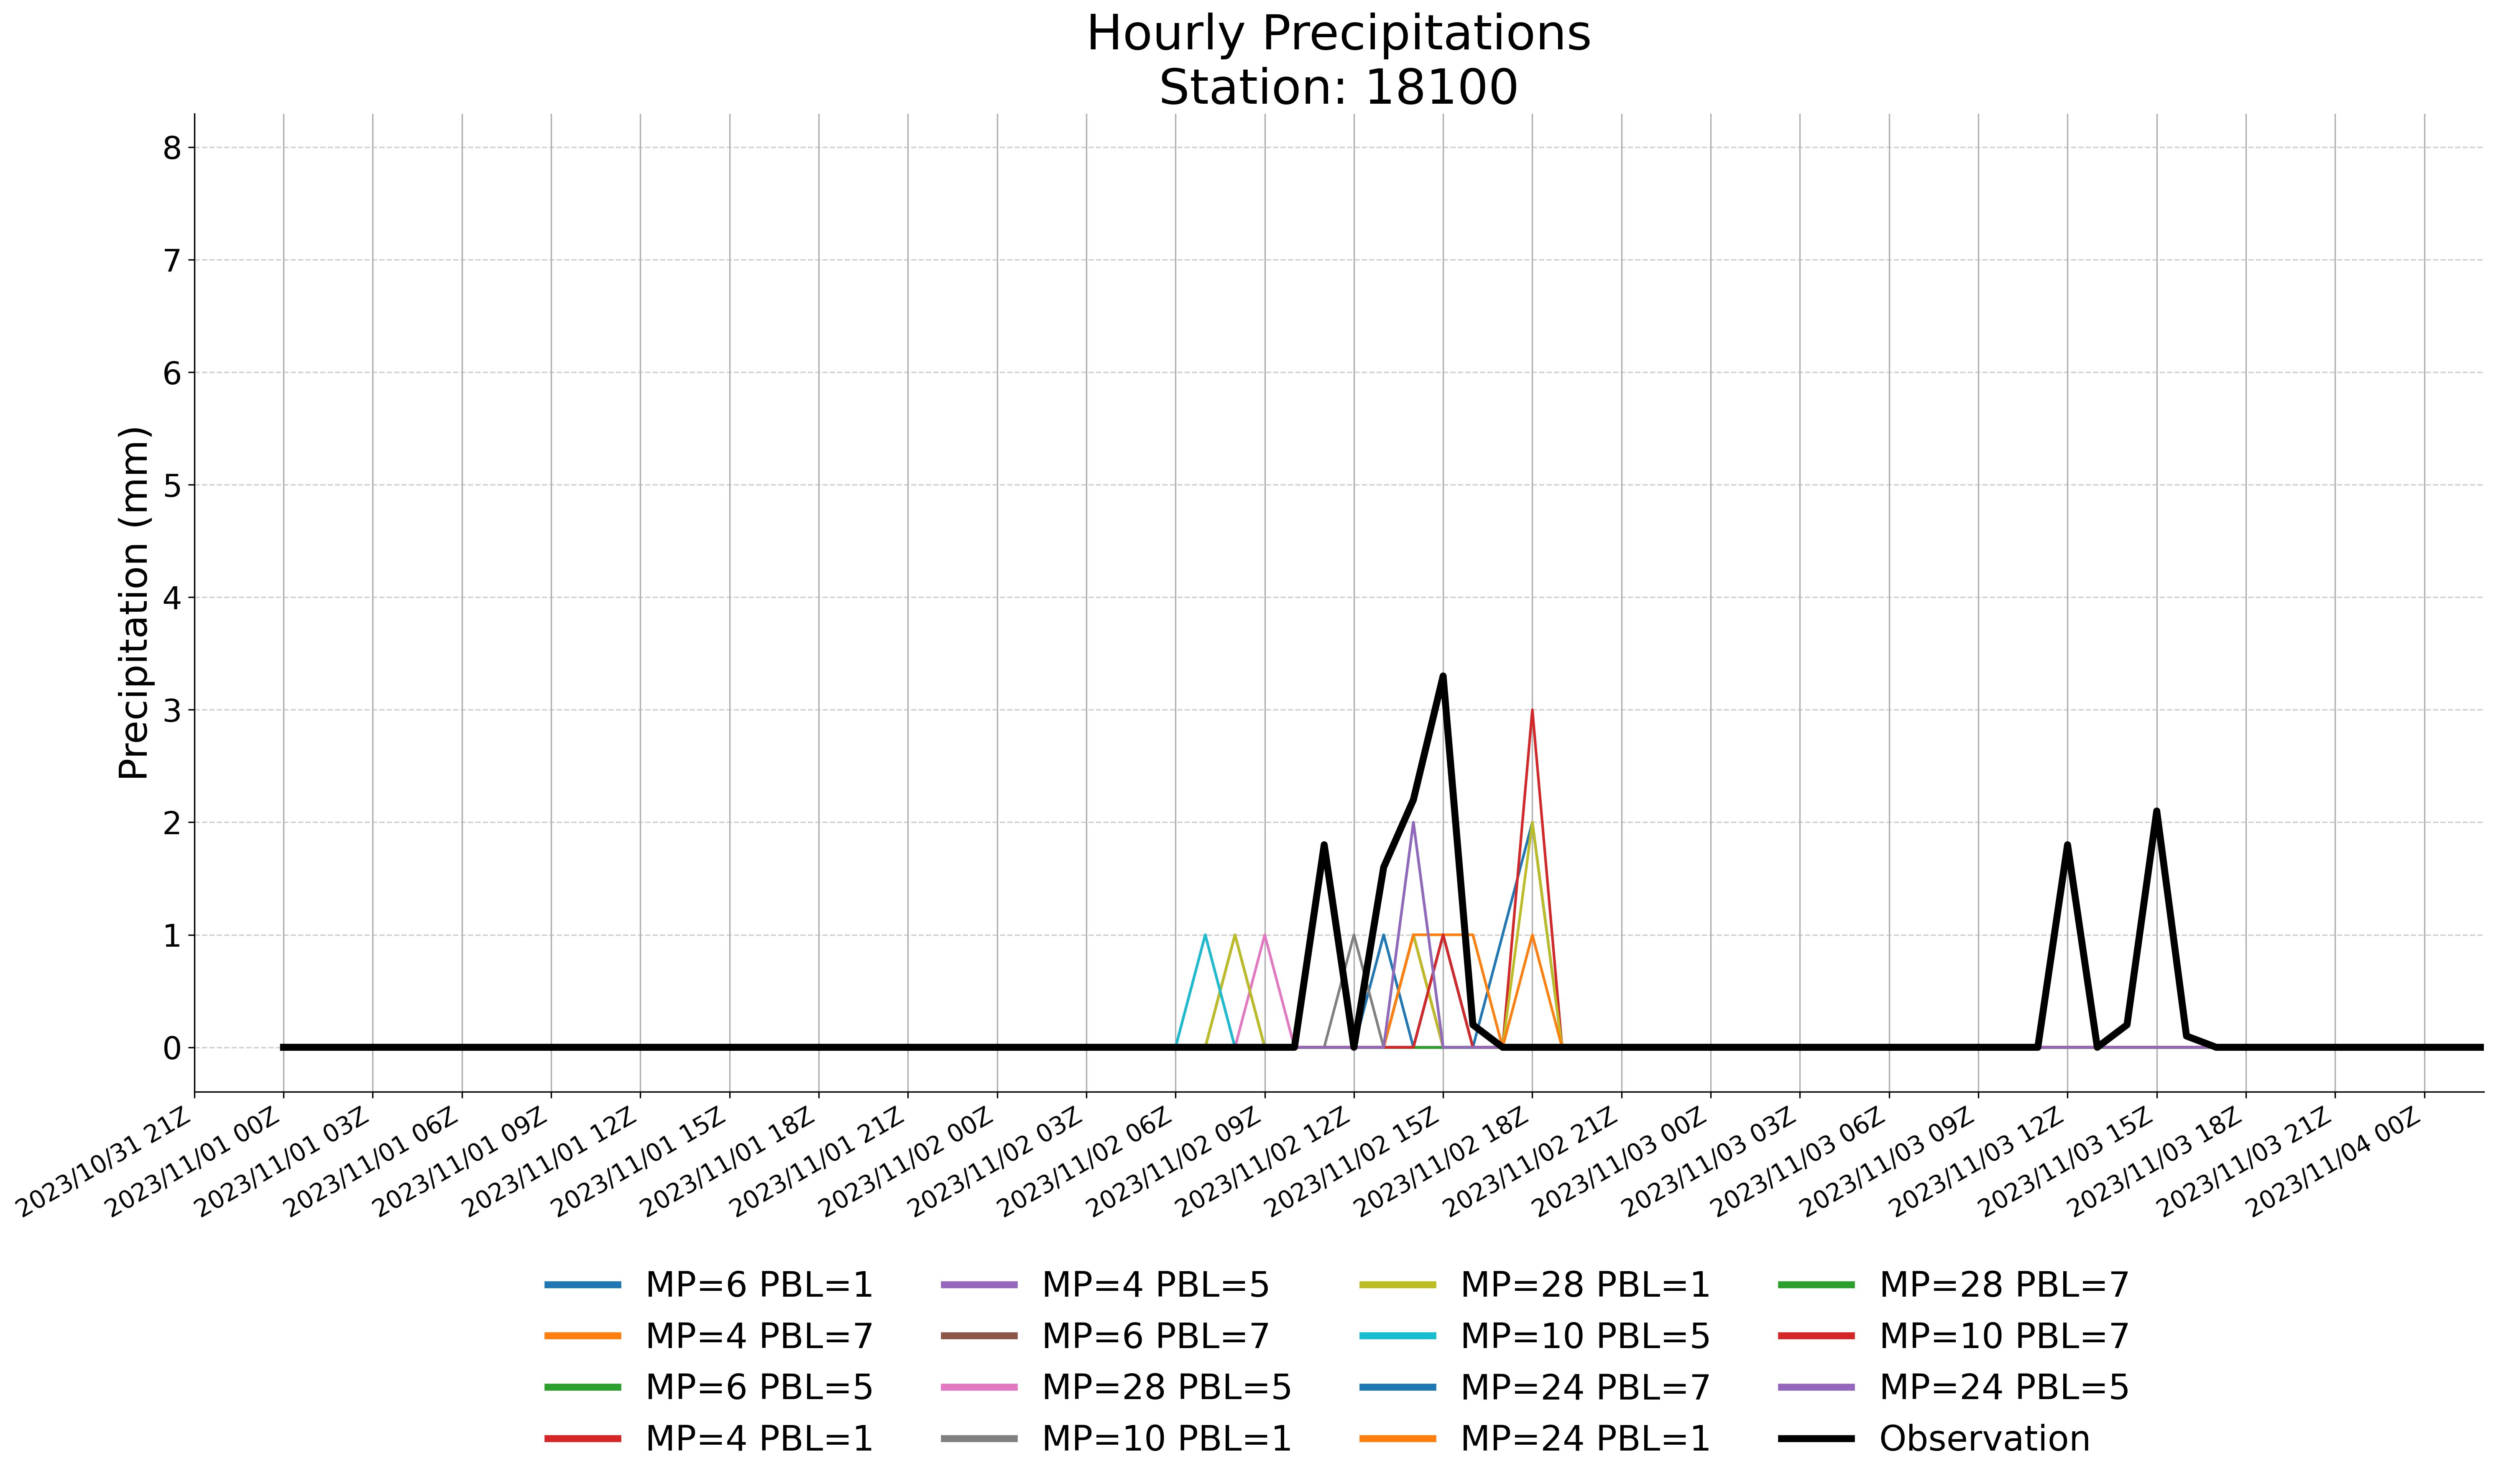 Hourly Precipitations
Station: 18100
Precipitation (mm)
8
7
6
5
4
3
2
1
0
2023/10/31 21Z
2023/11/01 00Z
2023/11/01 03Z
2023/11/01 06Z
2023/11/01 09Z
2023/11/01 12Z
2023/11/01 15Z
2023/11/01 18Z
2023/11/01 21Z
2023/11/02 00Z
2023/11/02 03Z
2023/11/02 06Z
2023/11/02 09Z
2023/11/02 12Z
2023/11/02 15Z
2023/11/02 18Z
2023/11/02 21Z
2023/11/03 00Z
2023/11/03 03Z
2023/11/03 06Z
2023/11/03 09Z
2023/11/03 12Z
2023/11/03 15Z
2023/11/03 18Z
2023/11/03 21Z
2023/11/04 00Z
MP=6 PBL=1
MP=4 PBL=7
MP=6 PBL=5
MP=4 PBL=1
MP=4 PBL=5
MP=6 PBL=7
MP=28 PBL=5
MP=10 PBL=1
MP=28 PBL=1
MP=10 PBL=5
MP=24 PBL=7
MP=24 PBL=1
MP=28 PBL=7
MP=10 PBL=7
MP=24 PBL=5
Observation